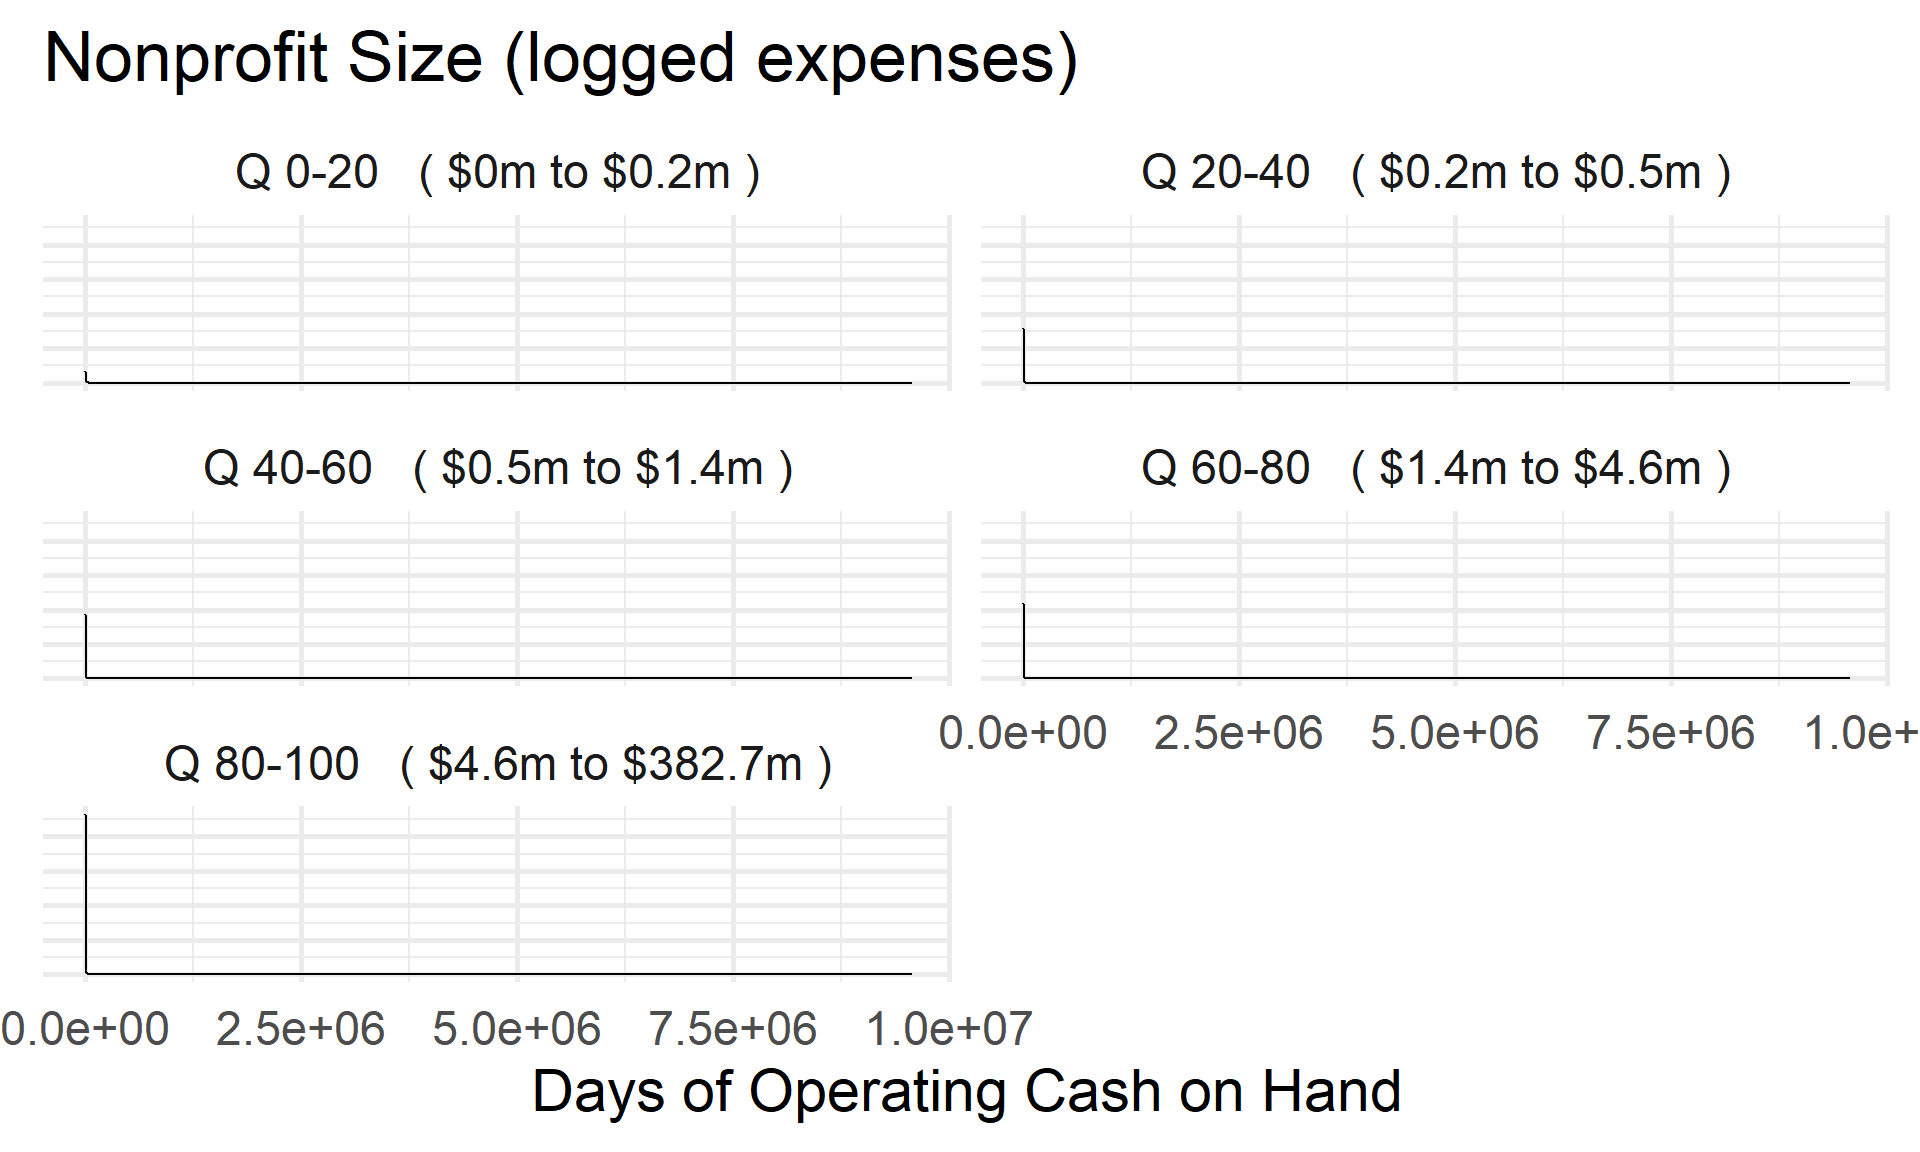 Nonprofit Size (logged expenses)
Q 0-20 ( $0m to $0.2m )
Q 20-40 ( $0.2m to $0.5m )
Q 40-60 ( $0.5m to $1.4m )
Q 60-80 ( $1.4m to $4.6m )
0.0e+00 2.5e+06 5.0e+06 7.5e+06 1.0e+
Q 80-100 ( $4.6m to $382.7m )
0.0e+00 2.5e+06 5.0e+06 7.5e+06 1.0e+07
Days of Operating Cash on Hand